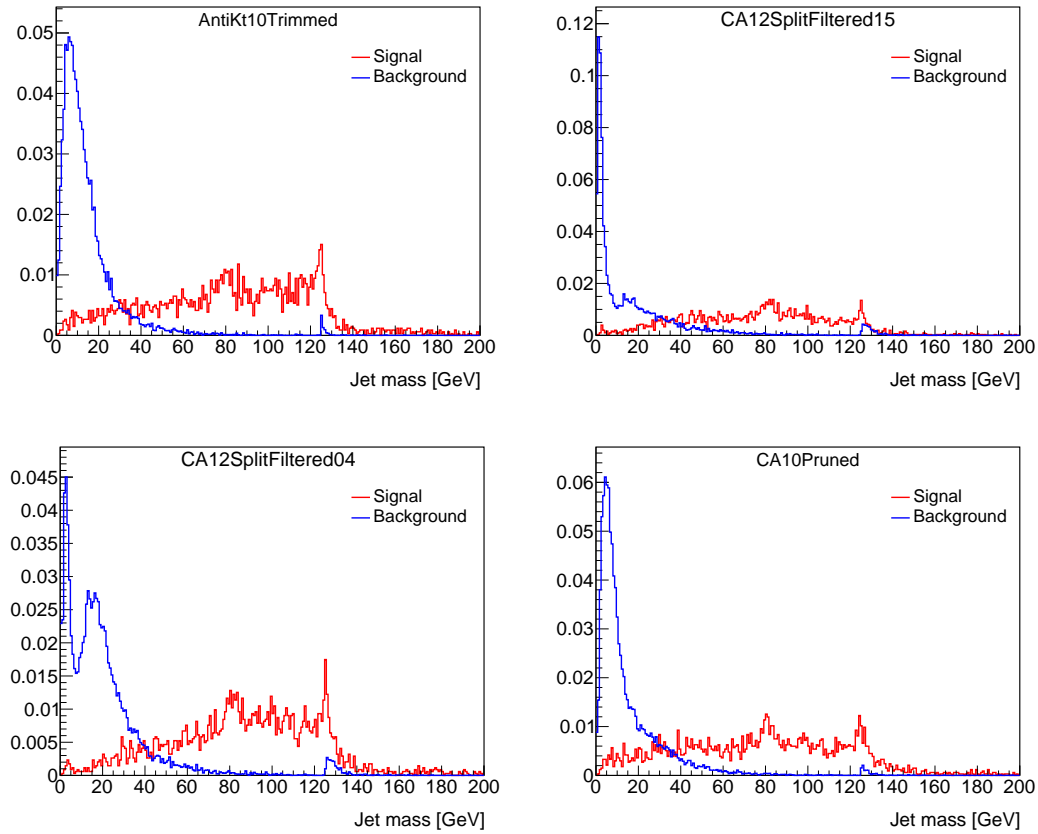 AntiKt10Trimmed
Signal
Background
0.05
0.04
0.03
0.02
0.01
0
0 20 40 60 80 100 120 140 160 180 200
Jet mass [GeV]
CA12SplitFiltered15
Signal
Background
0.12
0.1
0.08
0.06
0.04
0.02
0
0 20 40 60 80 100 120 140 160 180 200
Jet mass [GeV]
CA12SplitFiltered04
Signal
Background
0.045
0.04
0.035
0.03
0.025
0.02
0.015
0.01
0.005
0
0 20 40 60 80 100 120 140 160 180 200
Jet mass [GeV]
CA10Pruned
Signal
Background
0.06
0.05
0.04
0.03
0.02
0.01
0
0 20 40 60 80 100 120 140 160 180 200
Jet mass [GeV]